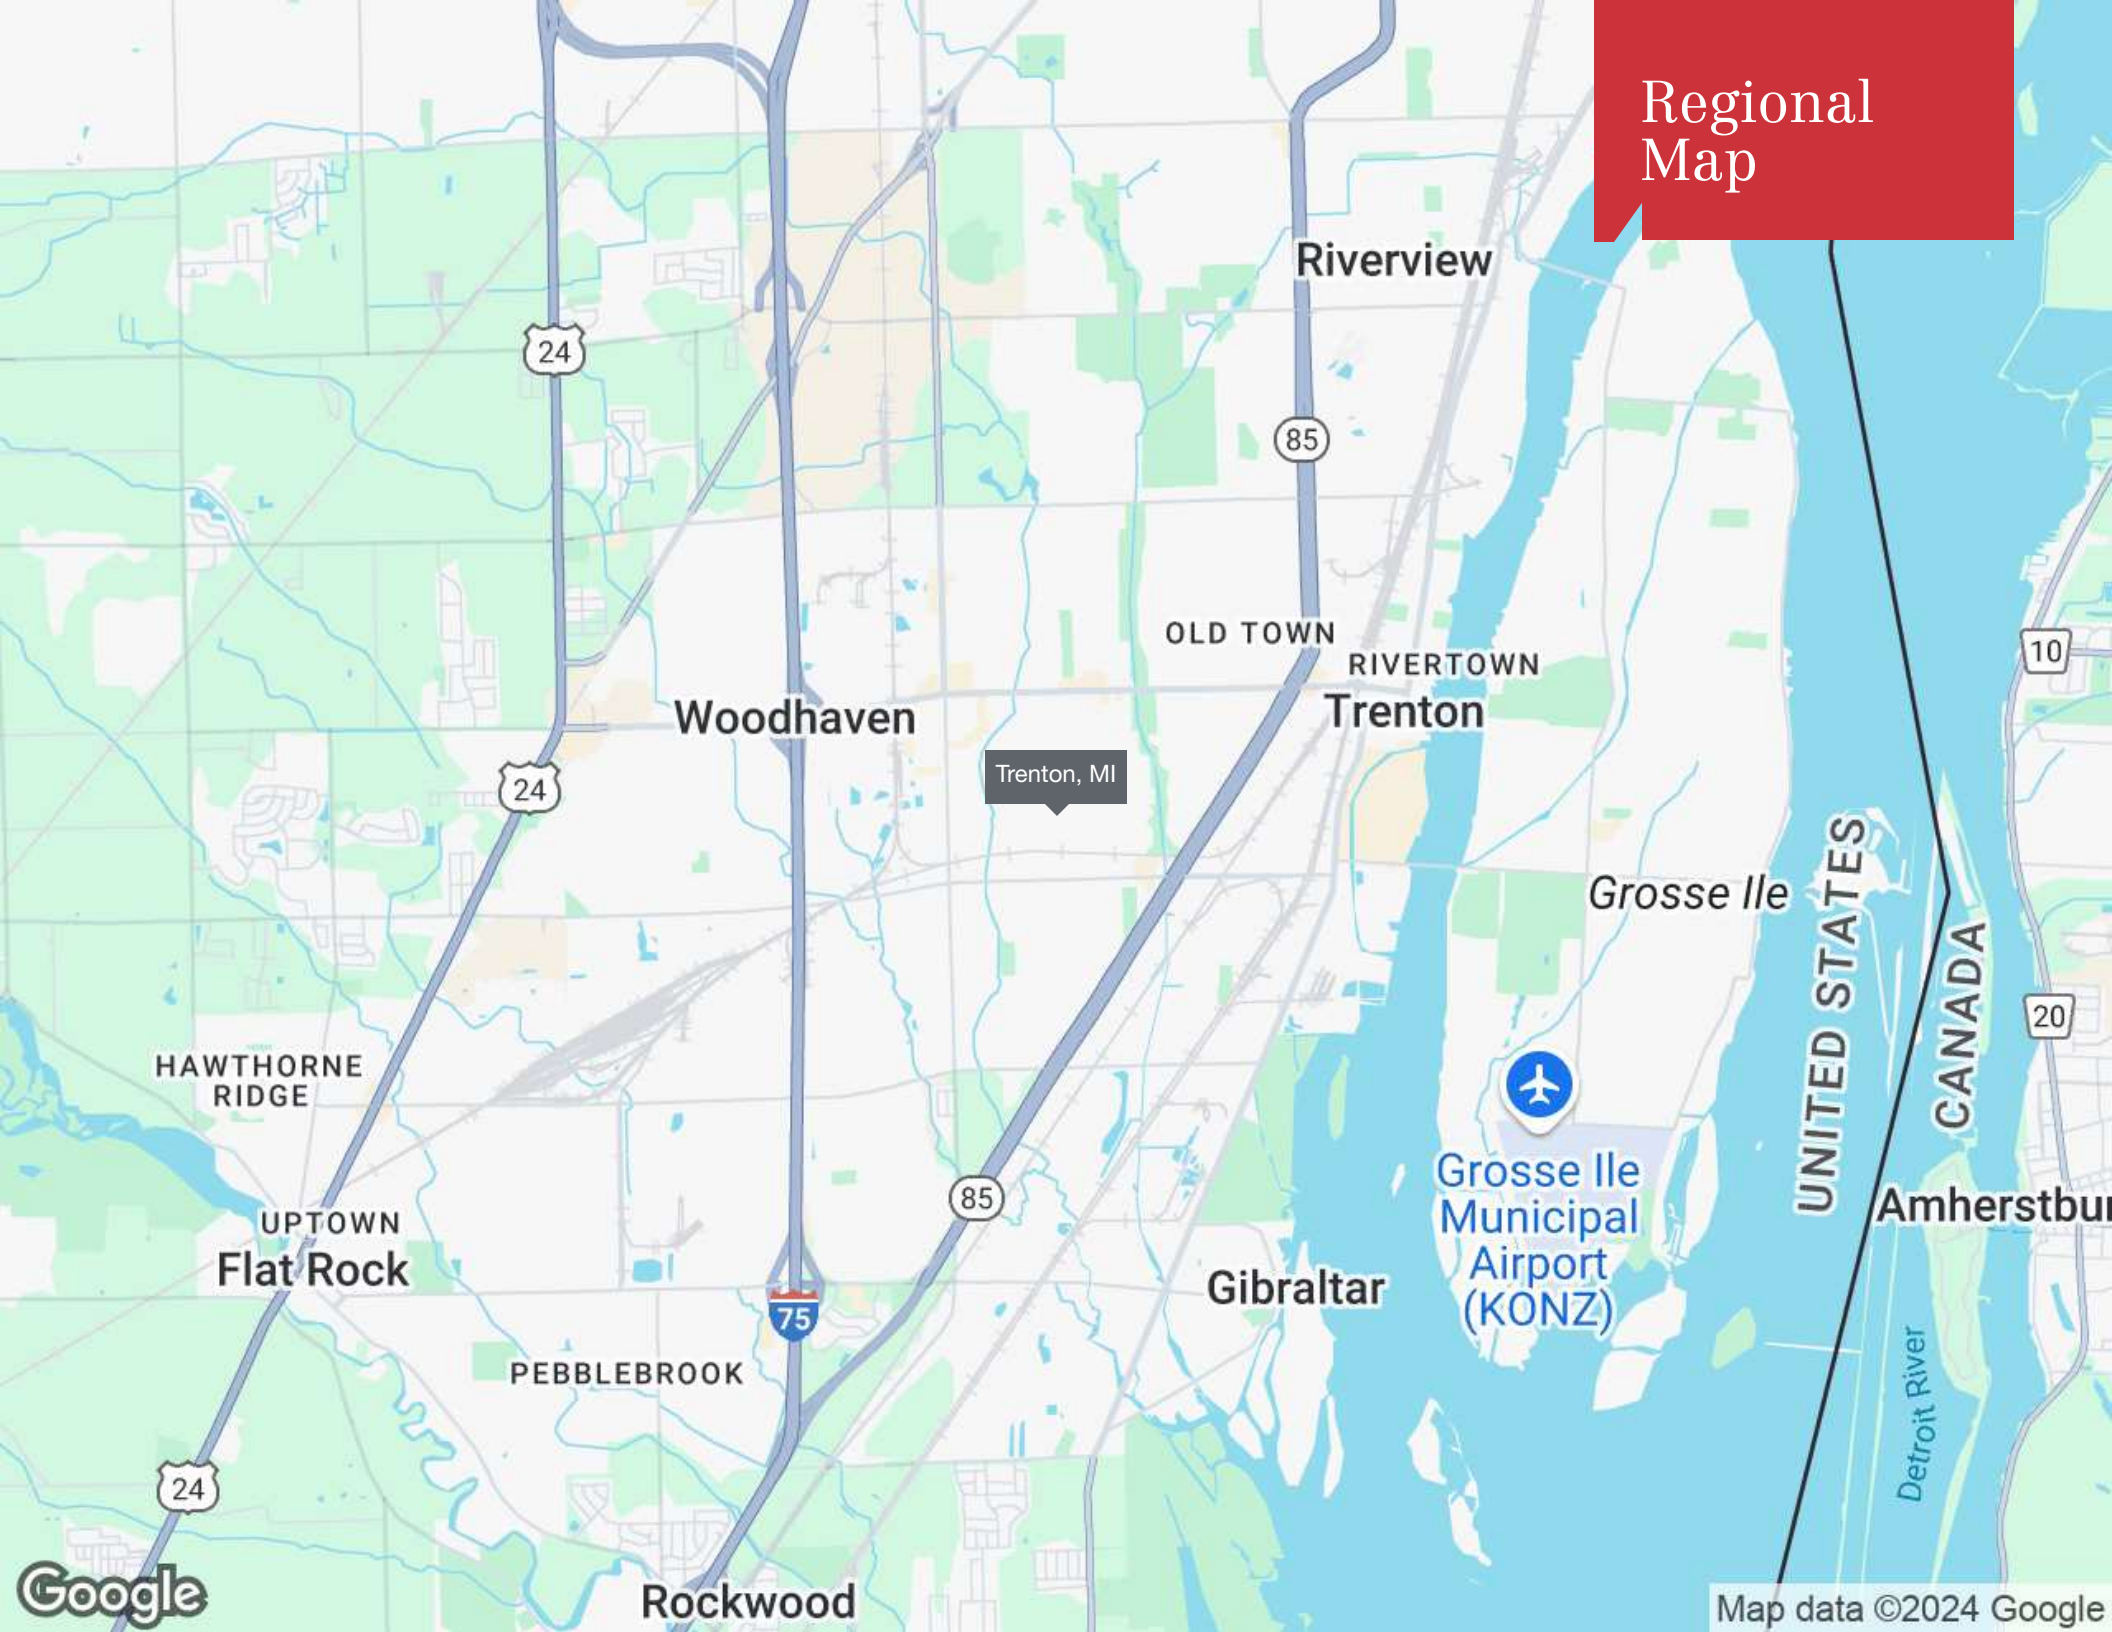 Regional
Map
Riverview
24
85
OLD TOWN
RIVERTOWN
Trenton
10
Woodhaven
Trenton, MI
24
Grosse Ile
UNITED STATES
CANADA
20
HAWTHORNE
RIDGE
Grosse Ile
Municipal
Airport
(KONZ)
85
Amherstbur
UPTOWN
Flat Rock
Gibraltar
75
PEBBLEBROOK
Detroit River
24
Google
Rockwood
Map data ©2024 Google